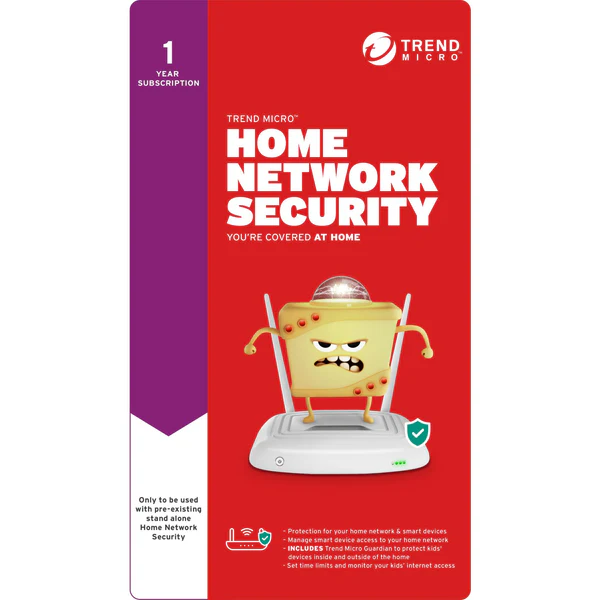 1
YEAR
SUBSCRIPTION
TREND
MICRO™
TREND MICRO™
HOME
NETWORK
SECURITY
YOU'RE COVERED AT HOME
Only to be used
with pre-existing
stand alone
Home Network
Security
– Protection for your home network & smart devices
– Manage smart device access to your home network
– INCLUDES Trend Micro Guardian to protect kids'
devices inside and outside of the home
– Set time limits and monitor your kids' internet access